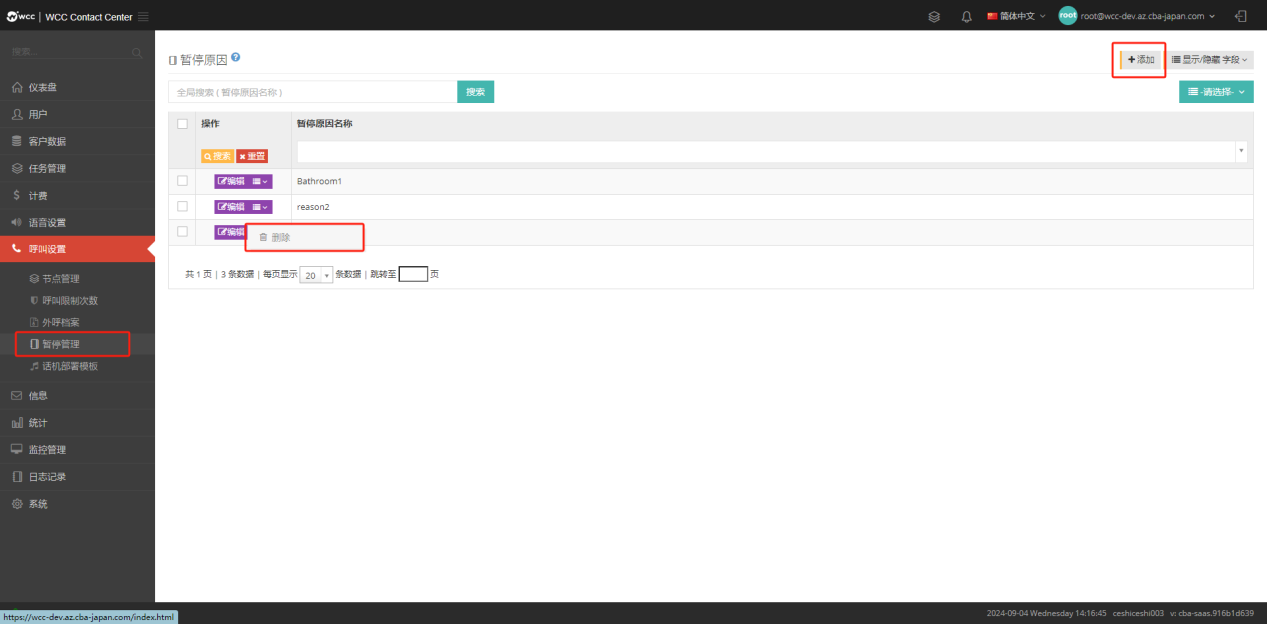 wcc | WCC Contact Center
简体中文
root
root@wcc-dev.az.cba-japan.com
搜索...
仪表盘
用户
客户数据
任务管理
$ 计费
语音设置
呼叫设置
节点管理
呼叫限制次数
外呼档案
暂停管理
话机部署模板
信息
统计
监控管理
日志记录
系统
暂停原因 ?
+添加
显示/隐藏 字段
全局搜索 ( 暂停原因名称 )
搜索
-请选择-
操作
暂停原因名称
搜索
重置
编辑
Bathroom1
编辑
reason2
编辑
删除
共 1 页 | 3 条数据 | 每页显示 20 条数据 | 跳转至 页
2024-09-04 Wednesday 14:16:45 ceshiceshi003 v: cba-saas.916b1d639
https://wcc-dev.az.cba-japan.com/index.html